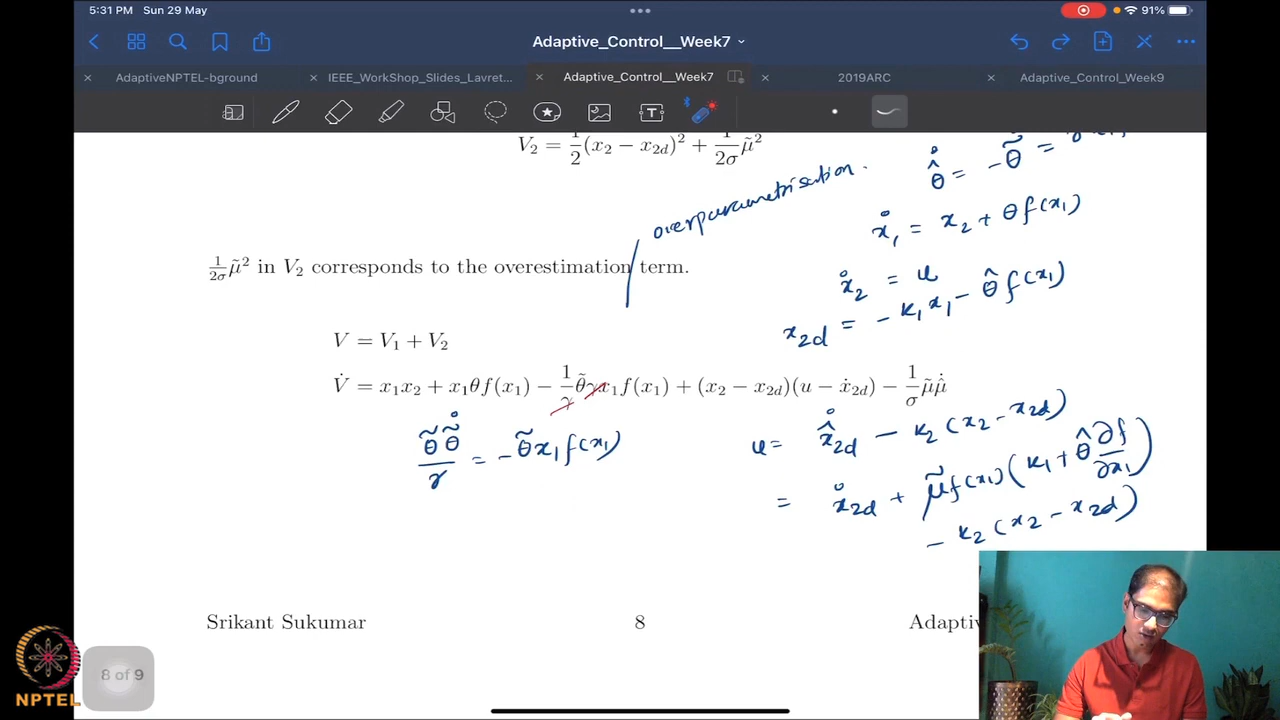 5:31 PM Sun 29 May 91%
Adaptive_Control__Week7
AdaptiveNPTEL-bground IEEE_WorkShop_Slides_Lavret... Adaptive_Control__Week7 2019ARC Adaptive_Control_Week9
V₂ = 1/2 (x₂ − x₂d)² + 1/2σ μ̃²
overparametrisation.
θ̂̇ = −θ̃̇ =
ẋ₁ = x₂ + θf(x₁)
1/2σ μ̃² in V₂ corresponds to the overestimation term.
ẋ₂ = u
x₂d = −k₁x₁ − θ̂f(x₁)
V = V₁ + V₂
V̇ = x₁x₂ + x₁θf(x₁) − 1/γ θ̃γx₁f(x₁) + (x₂ − x₂d)(u − ẋ₂d) − 1/σ μ̃μ̂̇
θ̃θ̃̇/γ = −θ̃x₁f(x₁)
u = x̂̇₂d − k₂(x₂ − x₂d)
= ẋ₂d + μ̃f(x₁)(k₁ + θ̂ ∂f/∂x₁)
− k₂(x₂ − x₂d)
Srikant Sukumar 8 Adaptiv
8 of 9
NPTEL